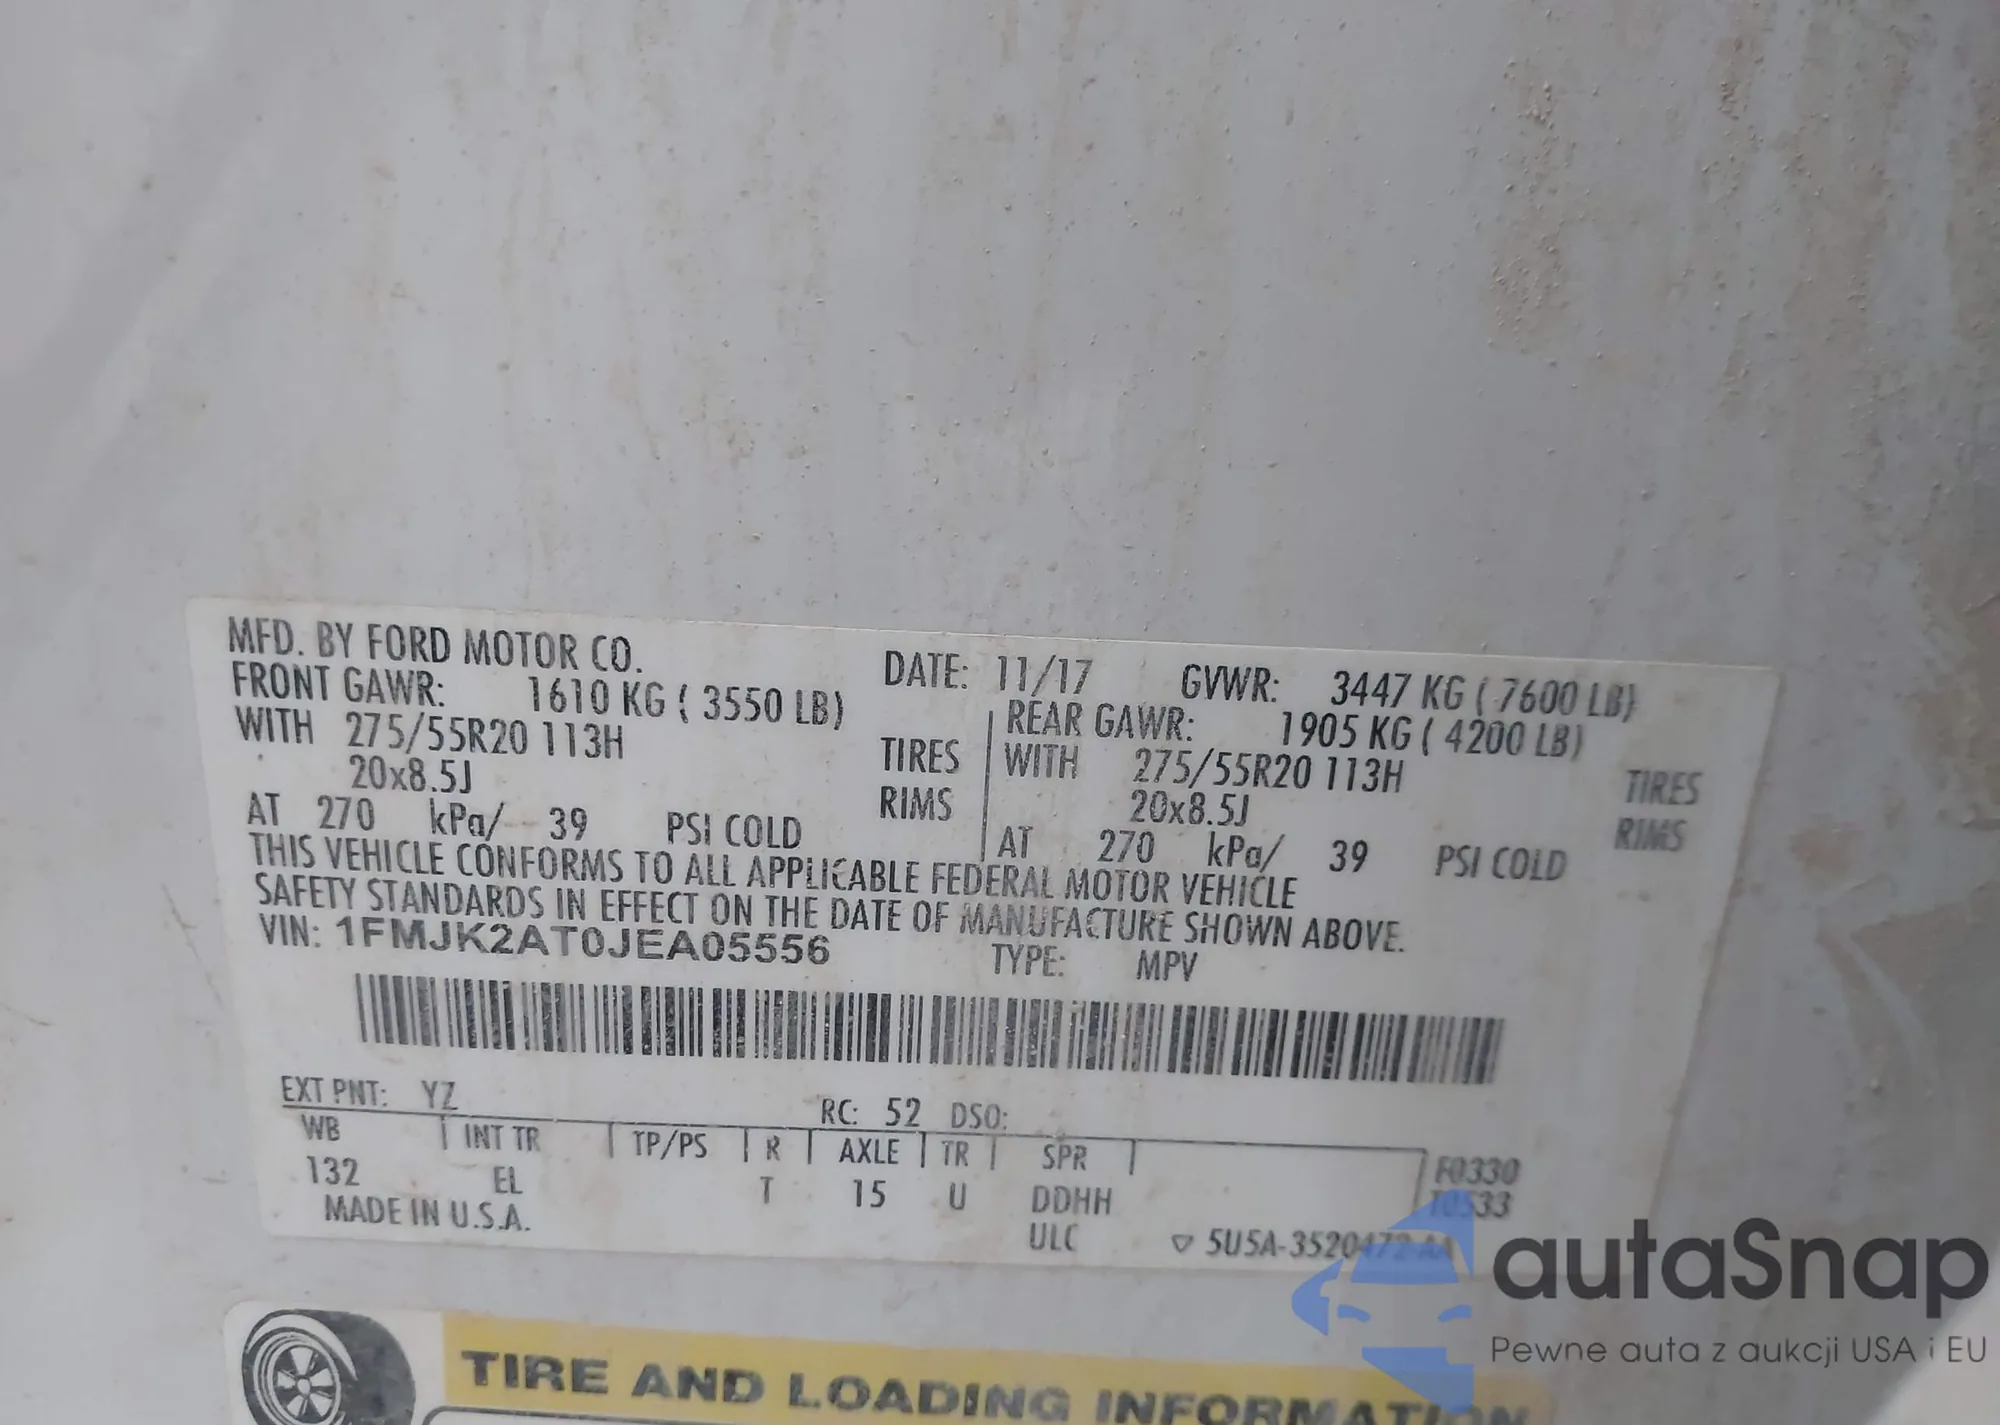 MFD. BY FORD MOTOR CO.
DATE: 11/17 GVWR: 3447 KG ( 7600 LB)
FRONT GAWR: 1610 KG ( 3550 LB)
REAR GAWR: 1905 KG ( 4200 LB)
WITH 275/55R20 113H TIRES
WITH 275/55R20 113H TIRES
20x8.5J RIMS
20x8.5J RIMS
AT 270 kPa/ 39 PSI COLD
AT 270 kPa/ 39 PSI COLD
THIS VEHICLE CONFORMS TO ALL APPLICABLE FEDERAL MOTOR VEHICLE
SAFETY STANDARDS IN EFFECT ON THE DATE OF MANUFACTURE SHOWN ABOVE.
VIN: 1FMJK2AT0JEA05556 TYPE: MPV
EXT PNT: YZ RC: 52 DSO:
WB INT TR TP/PS R AXLE TR SPR
F0330
132 EL T 15 U DDHH
T0533
MADE IN U.S.A. ULC 5U5A-3520472-AA
TIRE AND LOADING INFORMATION
autoSnap
Pewne auta z aukcji USA i EU